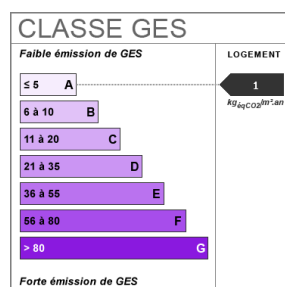 CLASSE GES
Faible émission de GES
LOGEMENT
≤ 5 A
1
kgéqCO2/m².an
6 à 10 B
11 à 20 C
21 à 35 D
36 à 55 E
56 à 80 F
> 80 G
Forte émission de GES